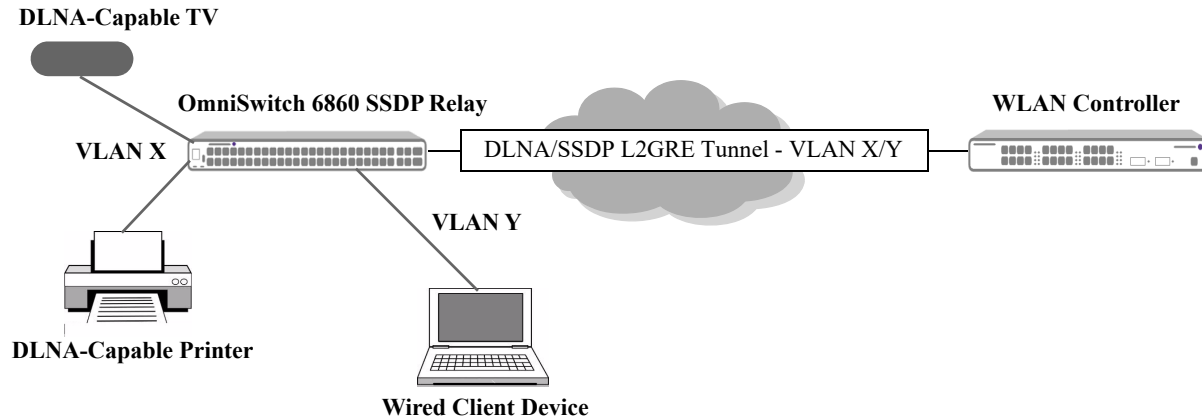 DLNA-Capable TV
OmniSwitch 6860 SSDP Relay
WLAN Controller
VLAN X
DLNA/SSDP L2GRE Tunnel - VLAN X/Y
VLAN Y
DLNA-Capable Printer
Wired Client Device